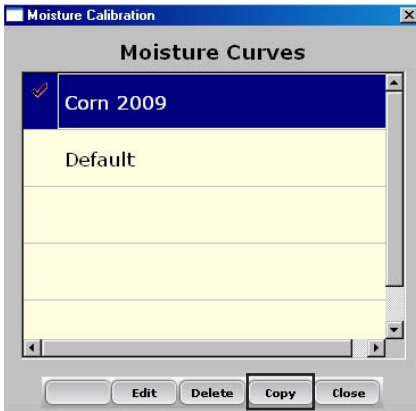 Moisture Calibration
Moisture Curves
Corn 2009
Default
Edit Delete Copy Close